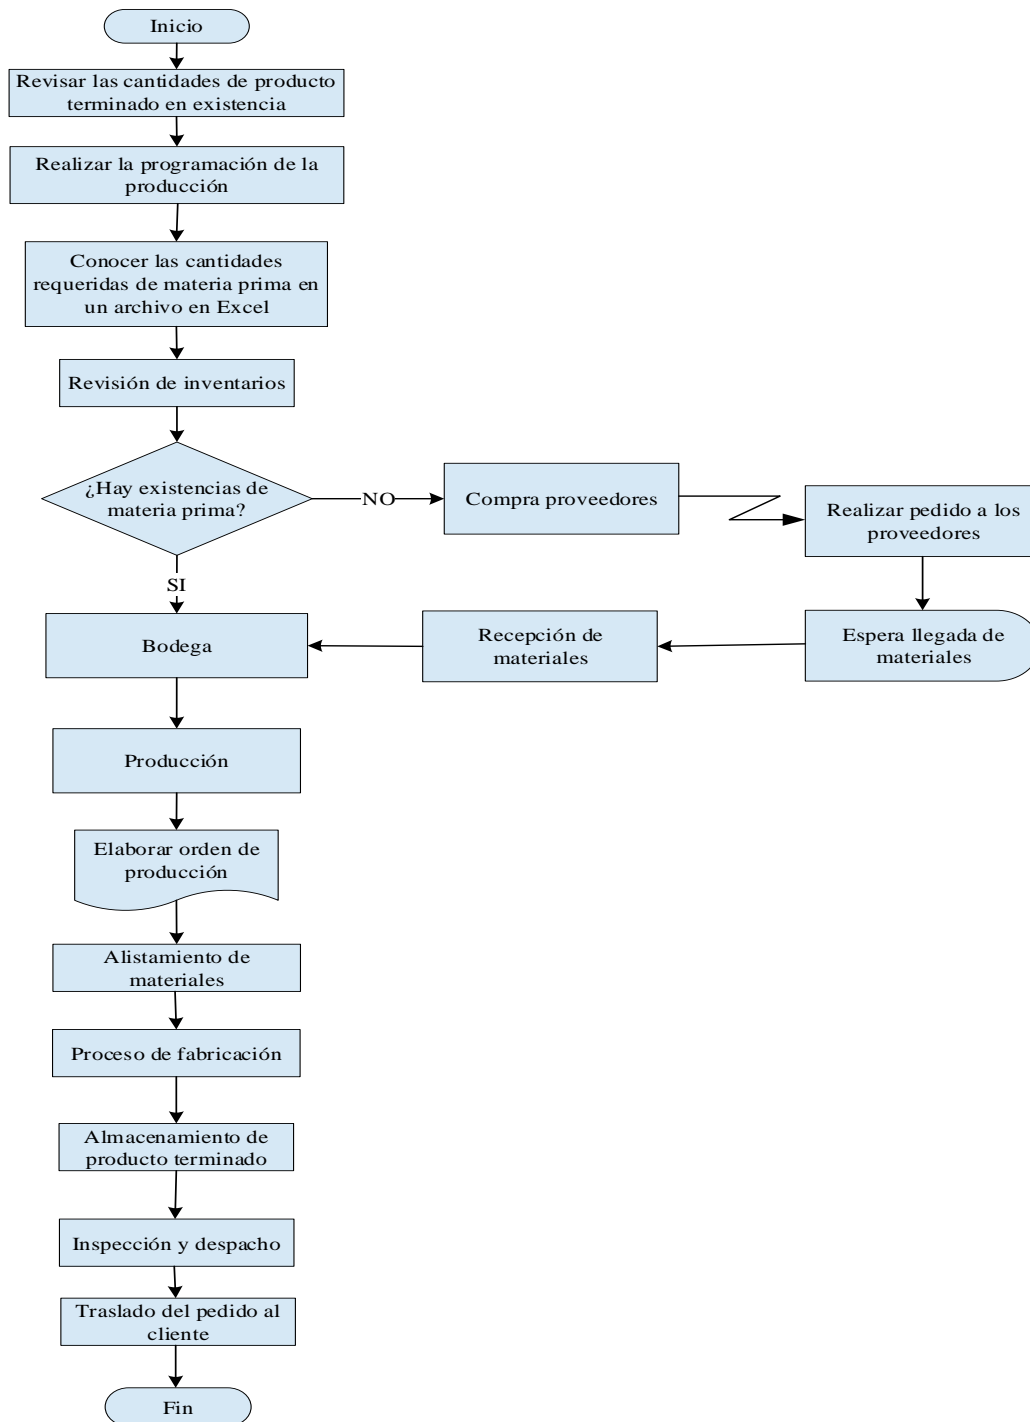 Inicio
Revisar las cantidades de producto
terminado en existencia
Realizar la programación de la
producción
Conocer las cantidades
requeridas de materia prima en
un archivo en Excel
Revisión de inventarios
¿Hay existencias de
materia prima?
NO
Compra proveedores
Realizar pedido a los
proveedores
SI
Bodega
Recepción de
materiales
Espera llegada de
materiales
Producción
Elaborar orden de
producción
Alistamiento de
materiales
Proceso de fabricación
Almacenamiento de
producto terminado
Inspección y despacho
Traslado del pedido al
cliente
Fin